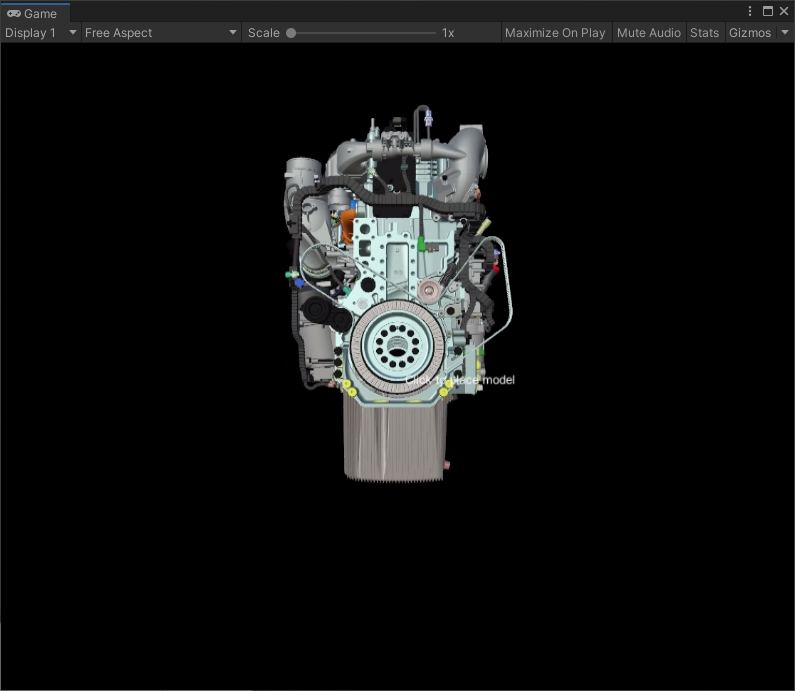 Game
Display 1 Free Aspect Scale 1x Maximize On Play Mute Audio Stats Gizmos
Click to place model